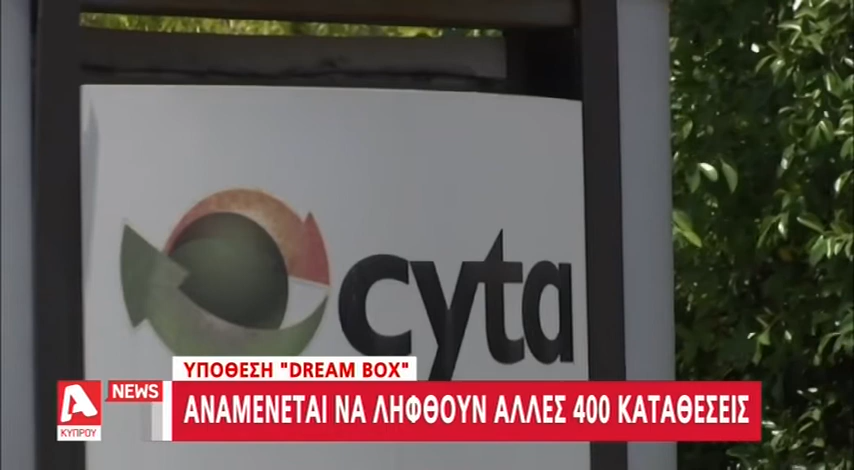 cyta
ΥΠΟΘΕΣΗ "DREAM BOX"
NEWS
ΑΝΑΜΕΝΕΤΑΙ ΝΑ ΛΗΦΘΟΥΝ ΑΛΛΕΣ 400 ΚΑΤΑΘΕΣΕΙΣ
ΚΥΠΡΟΥ